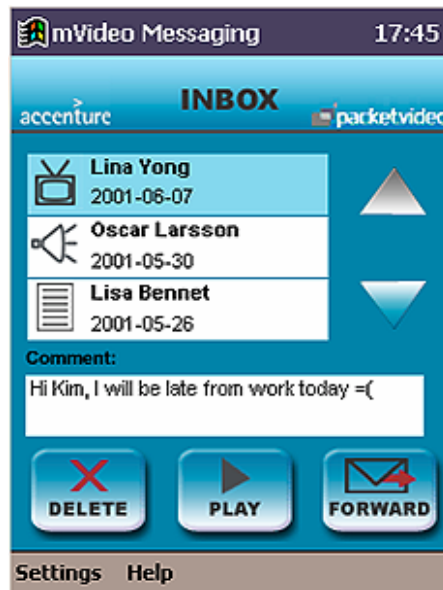 mVideo Messaging 17:45
accenture INBOX packetvideo
Lina Yong
2001-06-07
Oscar Larsson
2001-05-30
Lisa Bennet
2001-05-26
Comment:
Hi Kim, I will be late from work today =(
DELETE PLAY FORWARD
Settings Help